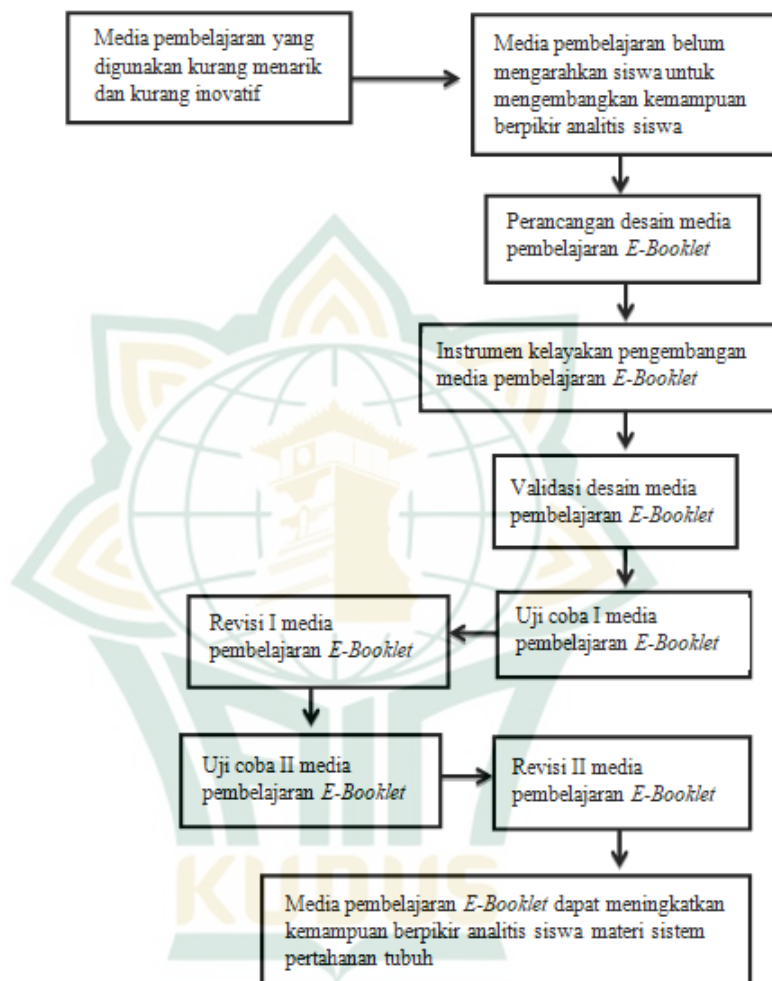 Media pembelajaran yang
digunakan kurang menarik
dan kurang inovatif
Media pembelajaran belum
mengarahkan siswa untuk
mengembangkan kemampuan
berpikir analitis siswa
Perancangan desain media
pembelajaran E-Booklet
Instrumen kelayakan pengembangan
media pembelajaran E-Booklet
Validasi desain media
pembelajaran E-Booklet
Uji coba I media
pembelajaran E-Booklet
Revisi I media
pembelajaran E-Booklet
Uji coba II media
pembelajaran E-Booklet
Revisi II media
pembelajaran E-Booklet
Media pembelajaran E-Booklet dapat meningkatkan
kemampuan berpikir analitis siswa materi sistem
pertahanan tubuh
KUDUS